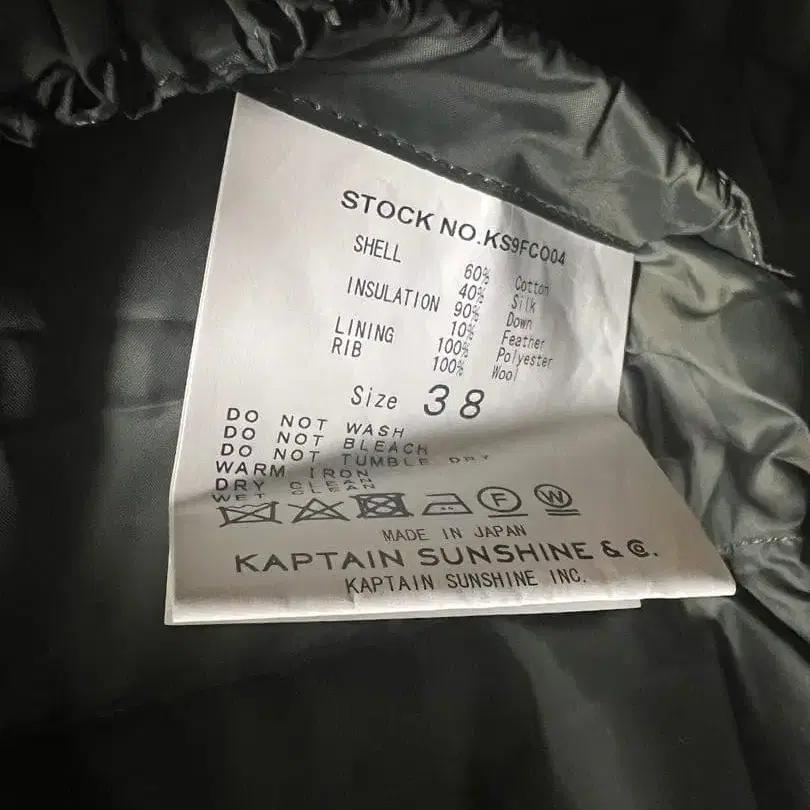 STOCK NO.KS9FCO04
SHELL 60% Cotton
40% Silk
INSULATION 90% Down
10% Feather
LINING 100% Polyester
RIB 100% Wool
Size 38
DO NOT WASH
DO NOT BLEACH
DO NOT TUMBLE DRY
WARM IRON
DRY CLEAN
WET CLEAN
F W
MADE IN JAPAN
KAPTAIN SUNSHINE & Co.
KAPTAIN SUNSHINE INC.